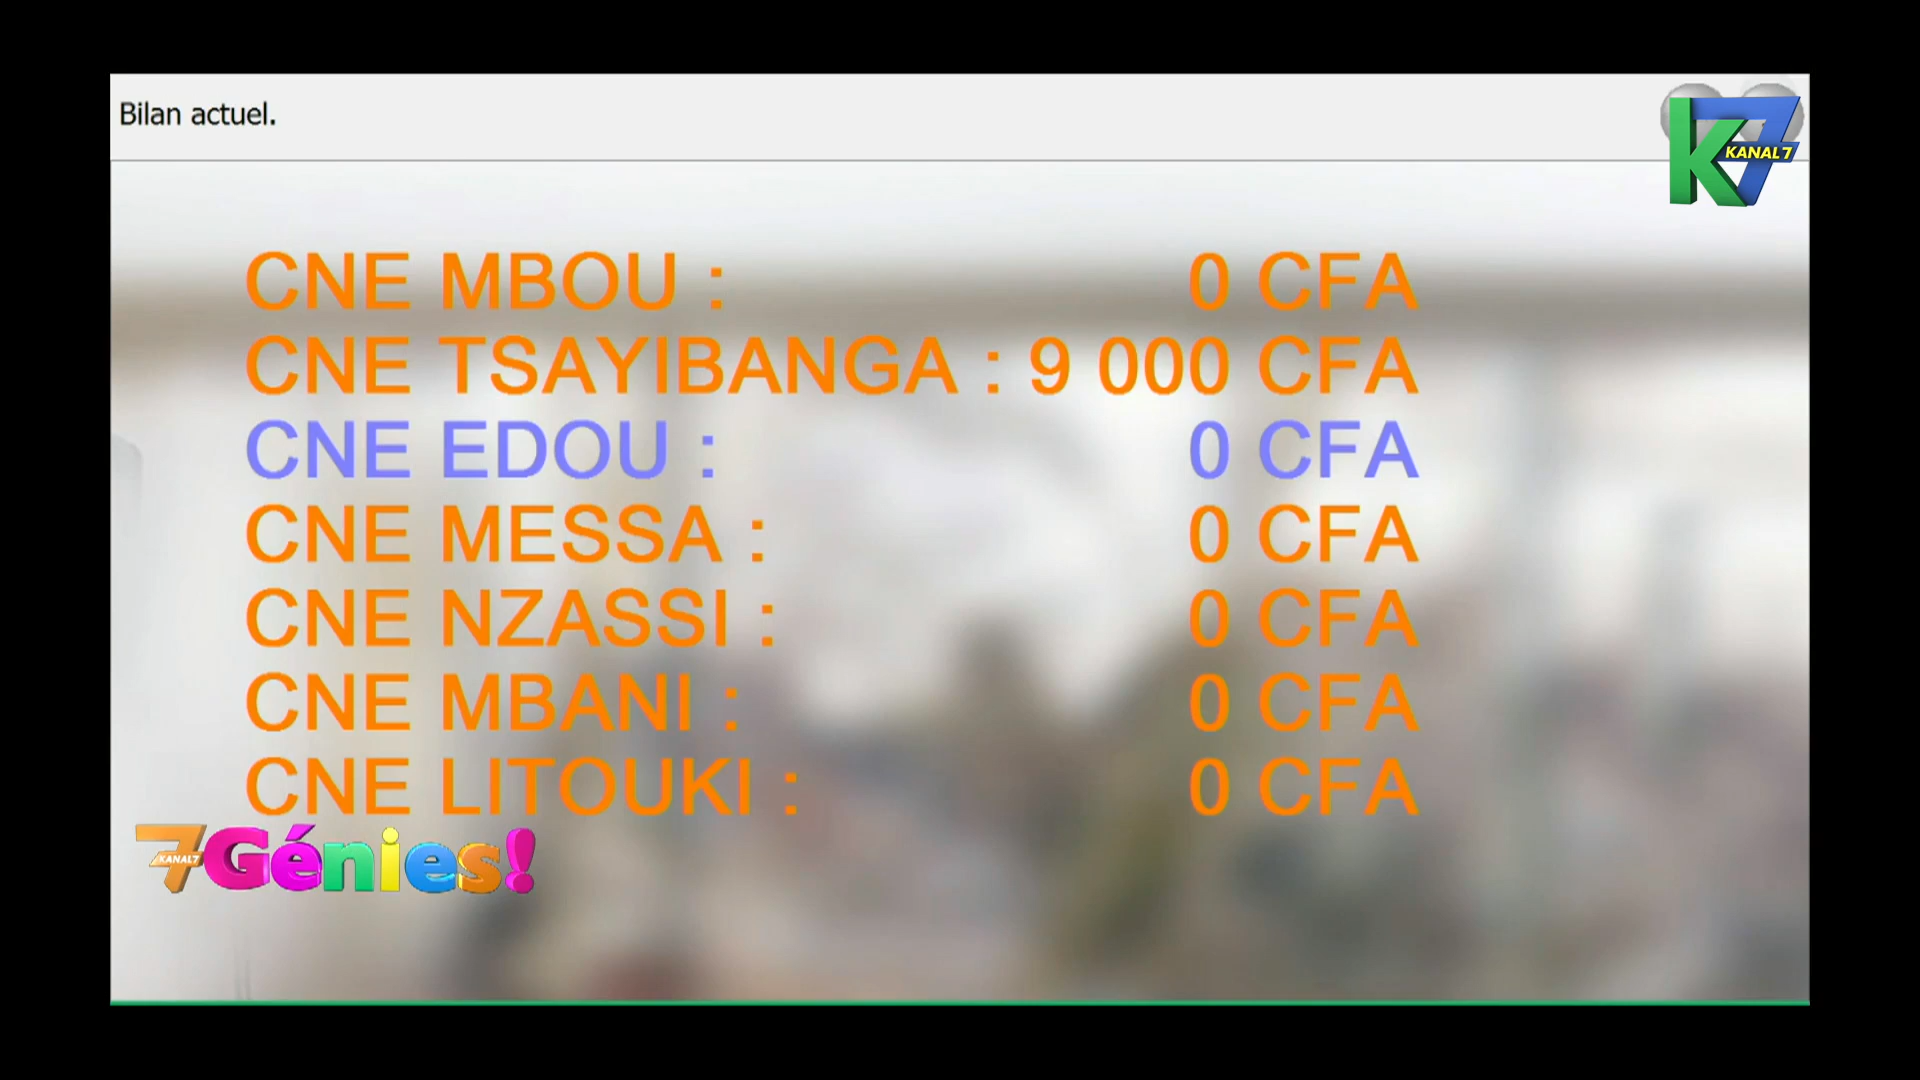 Bilan actuel.
K7
KANAL7
CNE MBOU : 0 CFA
CNE TSAYIBANGA : 9 000 CFA
CNE EDOU : 0 CFA
CNE MESSA : 0 CFA
CNE NZASSI : 0 CFA
CNE MBANI : 0 CFA
CNE LITOUKI : 0 CFA
7 KANAL7 Génies!